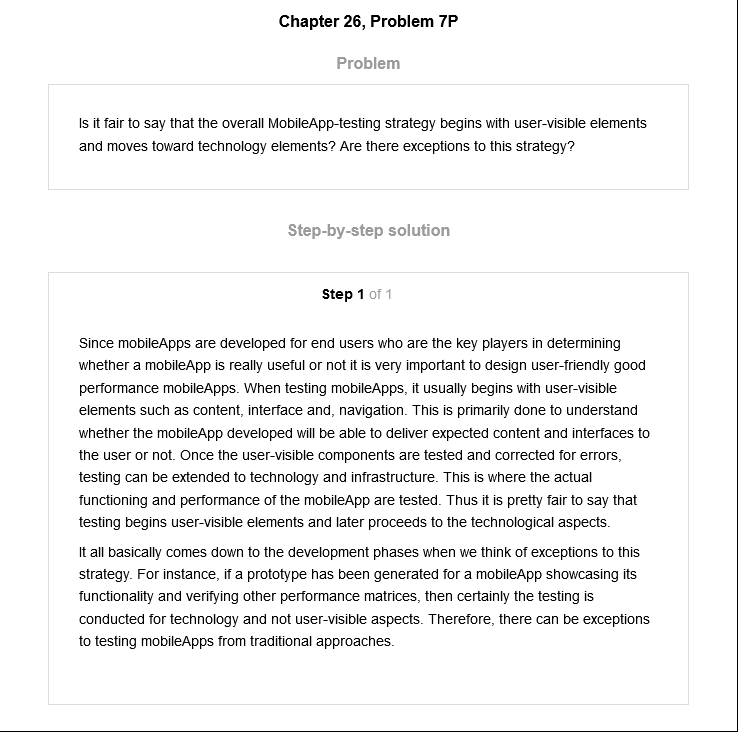 Chapter 26, Problem 7P
Problem
Is it fair to say that the overall MobileApp-testing strategy begins with user-visible elements
and moves toward technology elements? Are there exceptions to this strategy?
Step-by-step solution
Step 1 of 1
Since mobileApps are developed for end users who are the key players in determining
whether a mobileApp is really useful or not it is very important to design user-friendly good
performance mobileApps. When testing mobileApps, it usually begins with user-visible
elements such as content, interface and, navigation. This is primarily done to understand
whether the mobileApp developed will be able to deliver expected content and interfaces to
the user or not. Once the user-visible components are tested and corrected for errors,
testing can be extended to technology and infrastructure. This is where the actual
functioning and performance of the mobileApp are tested. Thus it is pretty fair to say that
testing begins user-visible elements and later proceeds to the technological aspects.
It all basically comes down to the development phases when we think of exceptions to this
strategy. For instance, if a prototype has been generated for a mobileApp showcasing its
functionality and verifying other performance matrices, then certainly the testing is
conducted for technology and not user-visible aspects. Therefore, there can be exceptions
to testing mobileApps from traditional approaches.